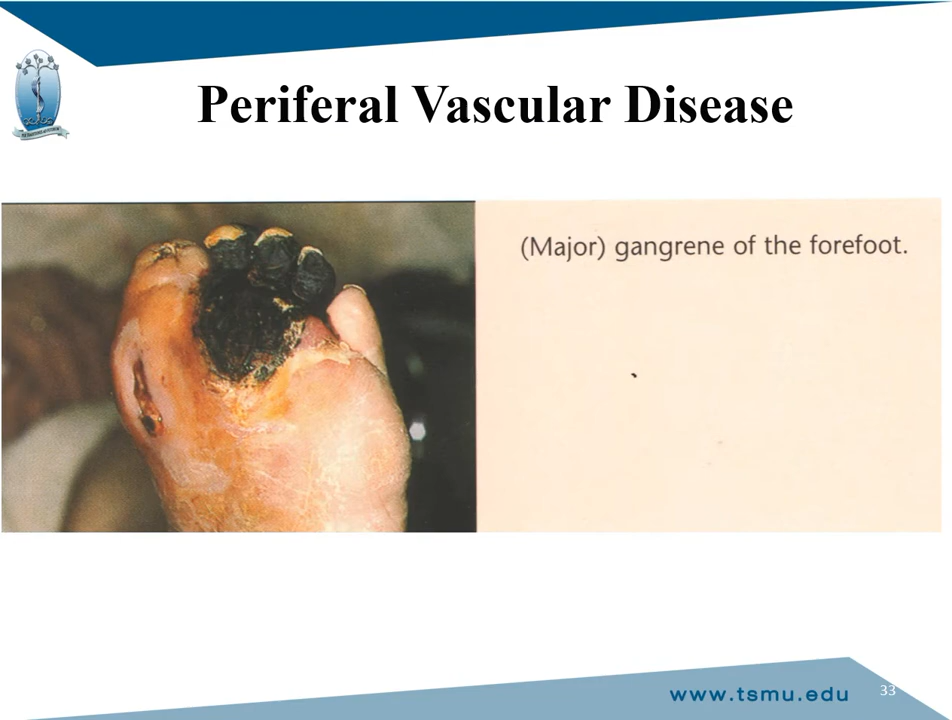 Periferal Vascular Disease
(Major) gangrene of the forefoot.
www.tsmu.edu
33